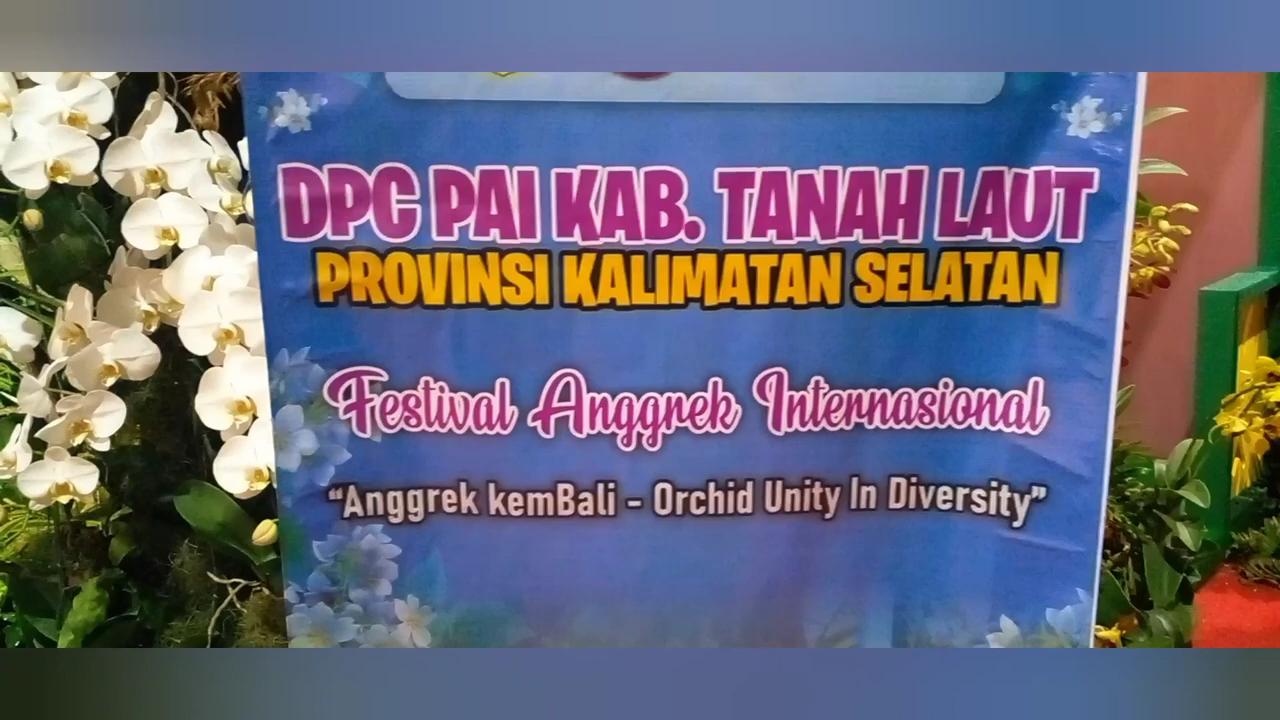 DPC PAI KAB. TANAH LAUT
PROVINSI KALIMATAN SELATAN
Festival Anggrek Internasional
“Anggrek kemBali - Orchid Unity In Diversity”